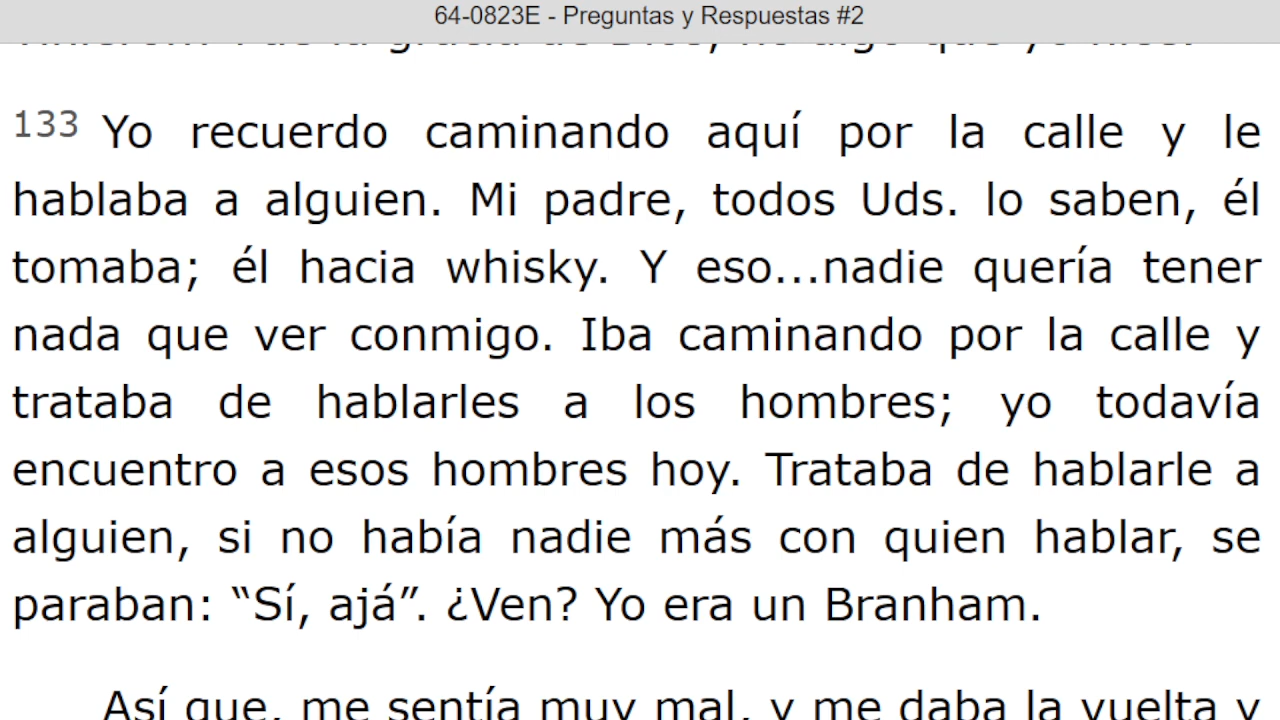 64-0823E - Preguntas y Respuestas #2
133 Yo recuerdo caminando aquí por la calle y le
hablaba a alguien. Mi padre, todos Uds. lo saben, él
tomaba; él hacia whisky. Y eso...nadie quería tener
nada que ver conmigo. Iba caminando por la calle y
trataba de hablarles a los hombres; yo todavía
encuentro a esos hombres hoy. Trataba de hablarle a
alguien, si no había nadie más con quien hablar, se
paraban: “Sí, ajá”. ¿Ven? Yo era un Branham.
Así que, me sentía muy mal, y me daba la vuelta y